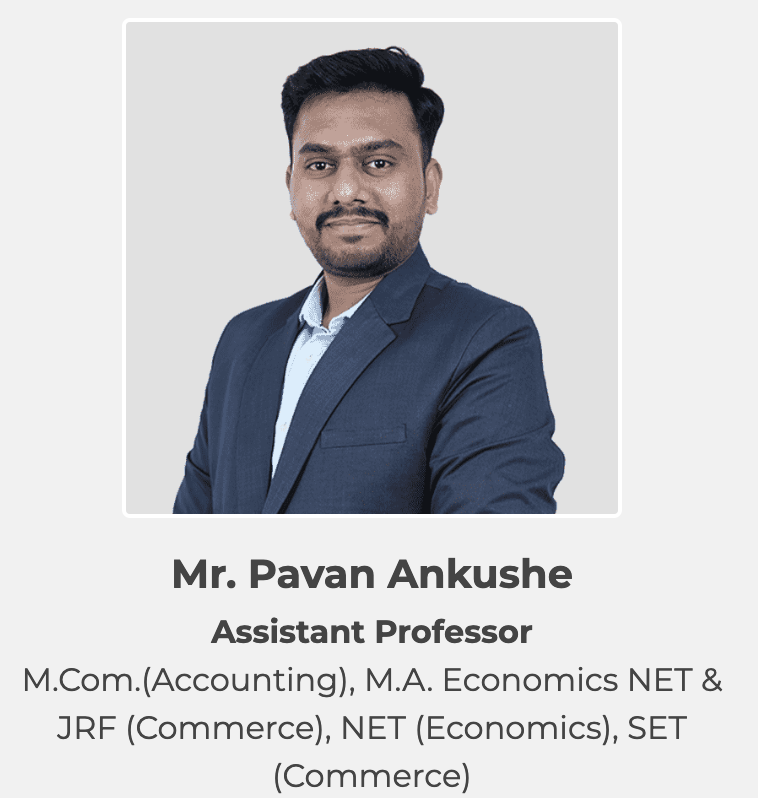 Mr. Pavan Ankushe
Assistant Professor
M.Com.(Accounting), M.A. Economics NET &
JRF (Commerce), NET (Economics), SET
(Commerce)